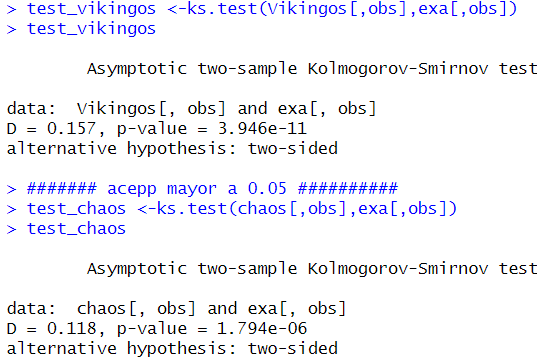 > test_vikingos <-ks.test(Vikingos[,obs],exa[,obs])
> test_vikingos
Asymptotic two-sample Kolmogorov-Smirnov test
data:  Vikingos[, obs] and exa[, obs]
D = 0.157, p-value = 3.946e-11
alternative hypothesis: two-sided
> ####### acepp mayor a 0.05 ##########
> test_chaos <-ks.test(chaos[,obs],exa[,obs])
> test_chaos
Asymptotic two-sample Kolmogorov-Smirnov test
data:  chaos[, obs] and exa[, obs]
D = 0.118, p-value = 1.794e-06
alternative hypothesis: two-sided